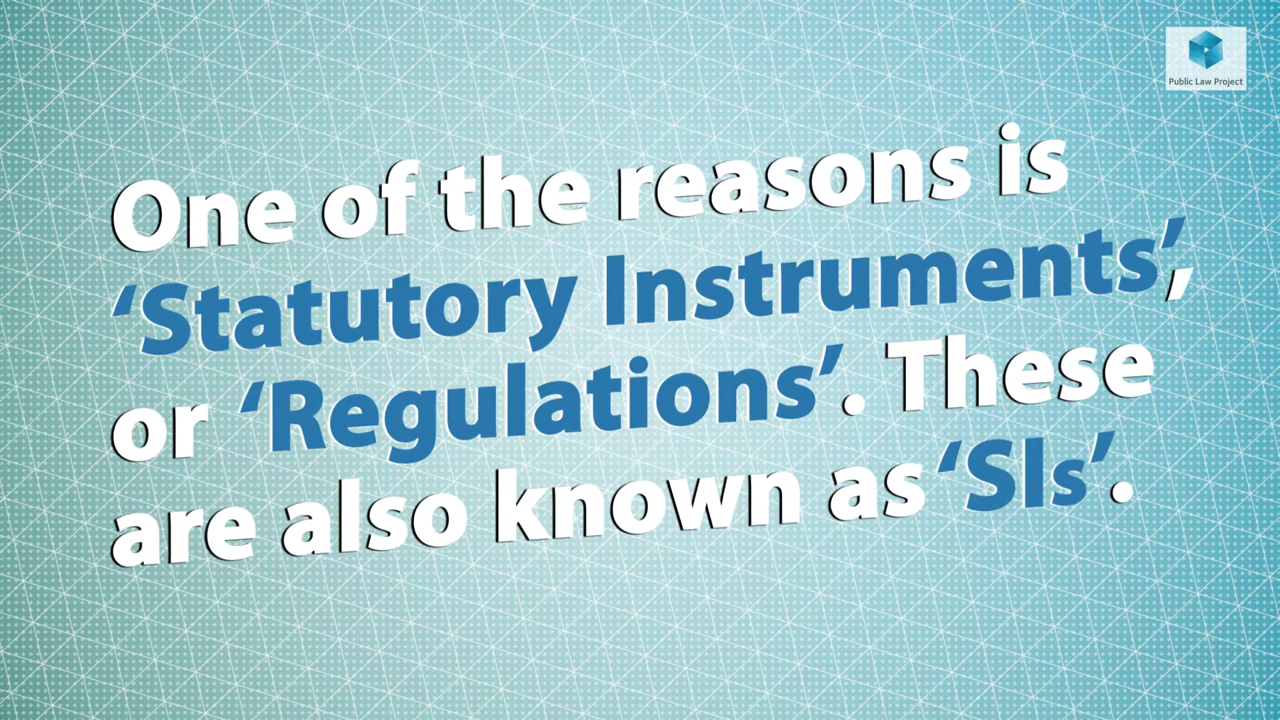 Public Law Project
One of the reasons is
‘Statutory Instruments’,
or ‘Regulations’. These
are also known as ‘SIs’.